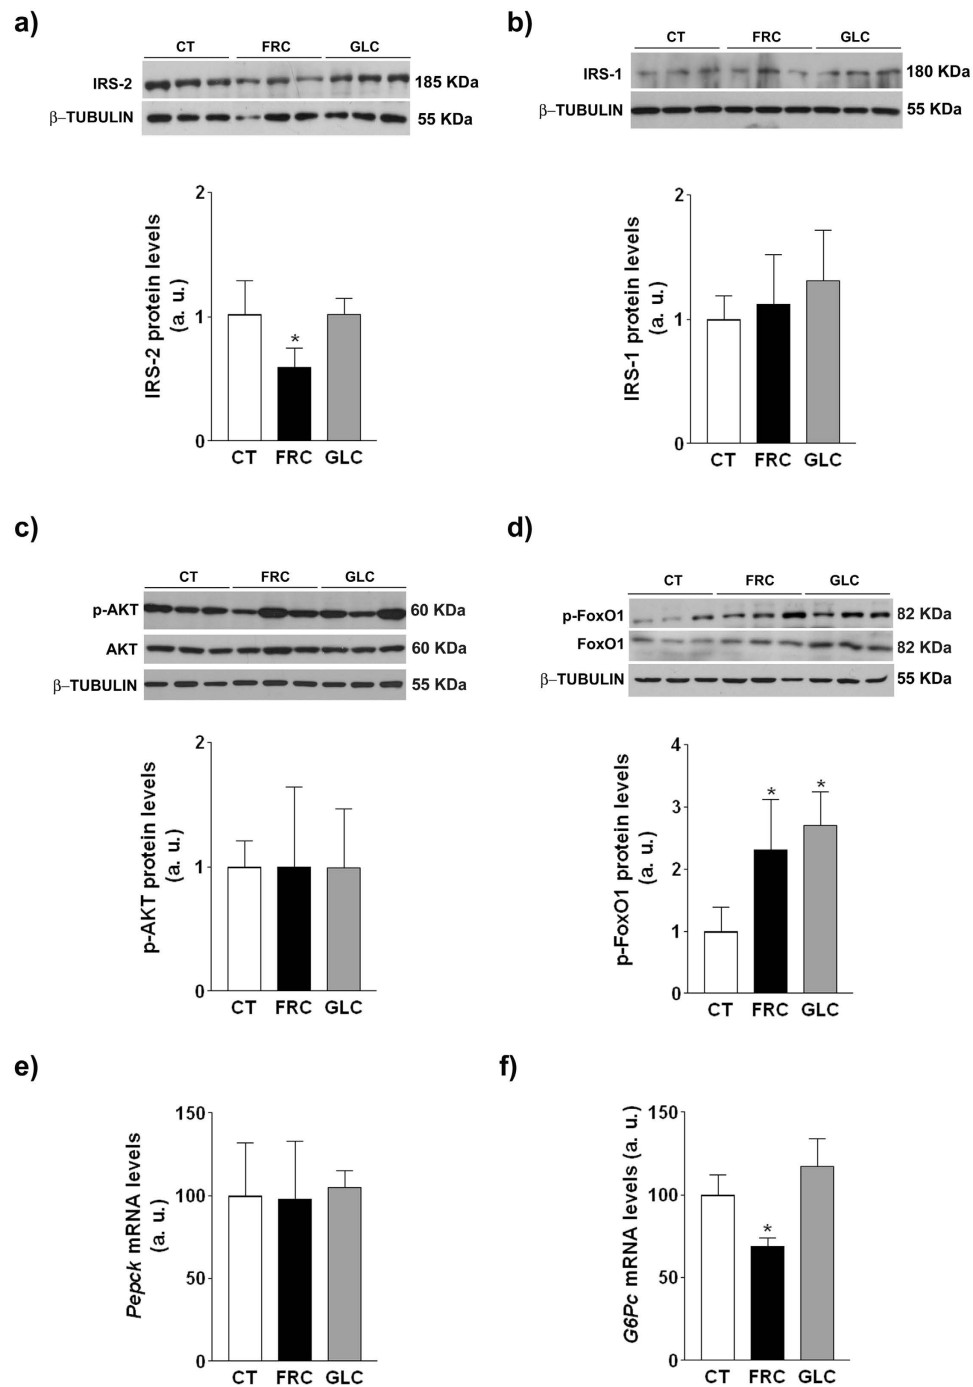 a)
CT FRC GLC
IRS-2 185 KDa
β–TUBULIN 55 KDa
IRS-2 protein levels
(a. u.)
2
1
0
*
CT FRC GLC
b)
CT FRC GLC
IRS-1 180 KDa
β–TUBULIN 55 KDa
IRS-1 protein levels
(a. u.)
2
1
0
CT FRC GLC
c)
CT FRC GLC
p-AKT 60 KDa
AKT 60 KDa
β–TUBULIN 55 KDa
p-AKT protein levels
(a. u.)
2
1
0
CT FRC GLC
d)
CT FRC GLC
p-FoxO1 82 KDa
FoxO1 82 KDa
β–TUBULIN 55 KDa
p-FoxO1 protein levels
(a. u.)
4
3
2
1
0
* *
CT FRC GLC
e)
Pepck mRNA levels
(a. u.)
150
100
50
0
CT FRC GLC
f)
G6Pc mRNA levels (a. u.)
150
100
50
0
*
CT FRC GLC